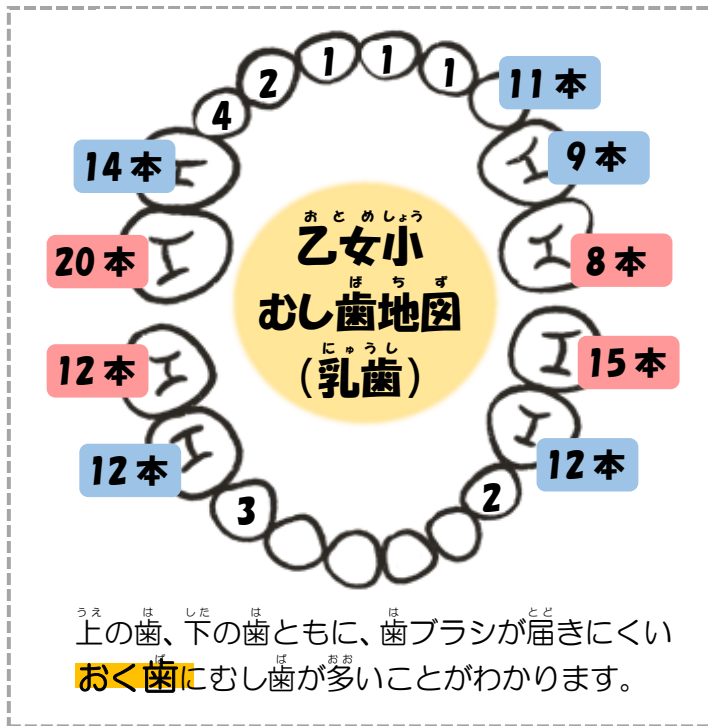 1
1
1
2
4
11本
14本
9本
20本
8本
乙女小
むし歯地図
（乳歯）
12本
15本
12本
12本
3
2
上の歯、下の歯ともに、歯ブラシが届きにくい
おく歯にむし歯が多いことがわかります。